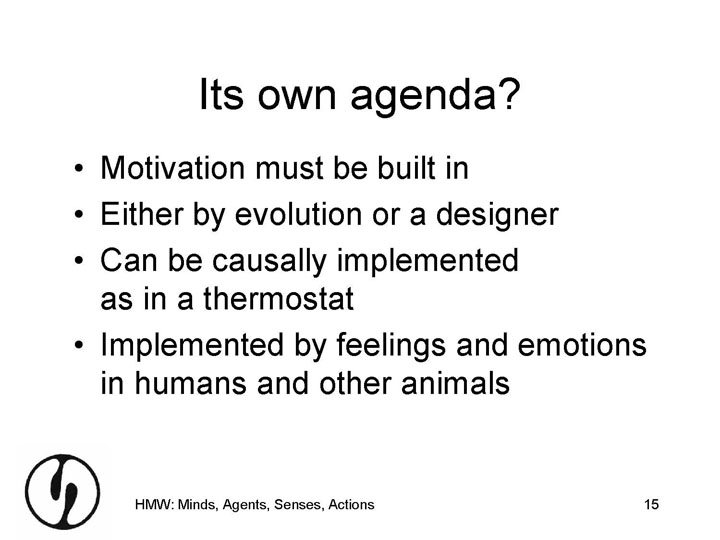 Its own agenda?
• Motivation must be built in
• Either by evolution or a designer
• Can be causally implemented
as in a thermostat
• Implemented by feelings and emotions
in humans and other animals
HMW: Minds, Agents, Senses, Actions
15